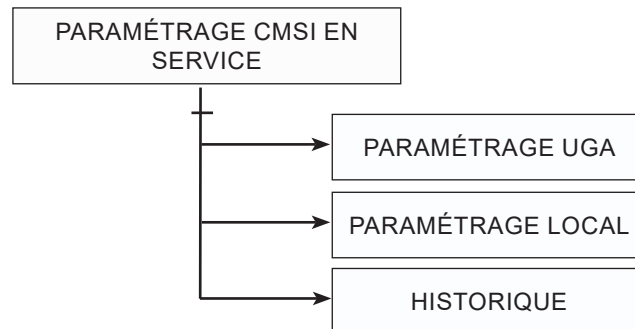 PARAMÉTRAGE CMSI EN
SERVICE
PARAMÉTRAGE UGA
PARAMÉTRAGE LOCAL
HISTORIQUE